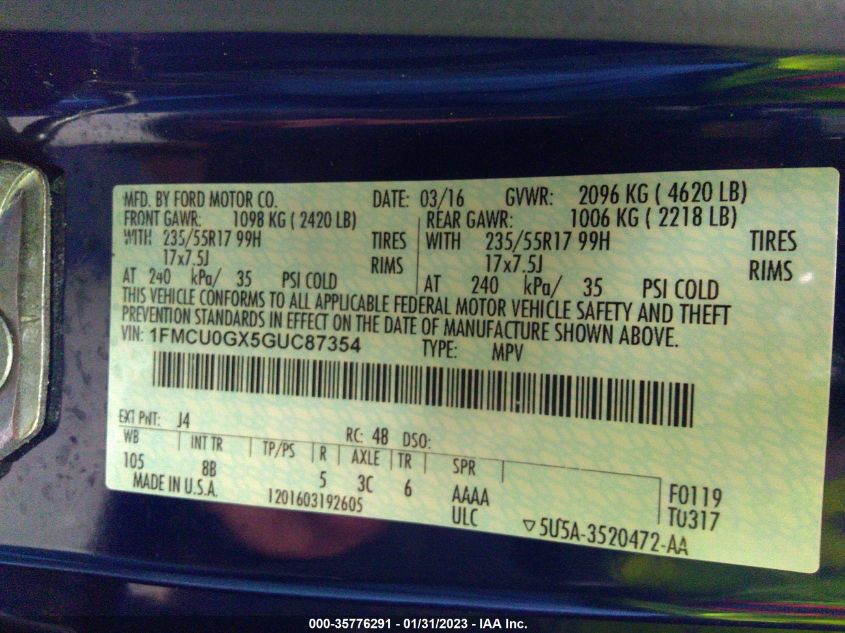 MFD. BY FORD MOTOR CO. DATE: 03/16 GVWR: 2096 KG ( 4620 LB)
FRONT GAWR: 1098 KG ( 2420 LB) REAR GAWR: 1006 KG ( 2218 LB)
WITH 235/55R17 99H TIRES WITH 235/55R17 99H TIRES
17x7.5J RIMS 17x7.5J RIMS
AT 240 kPa/ 35 PSI COLD AT 240 kPa/ 35 PSI COLD
THIS VEHICLE CONFORMS TO ALL APPLICABLE FEDERAL MOTOR VEHICLE SAFETY AND THEFT
PREVENTION STANDARDS IN EFFECT ON THE DATE OF MANUFACTURE SHOWN ABOVE.
VIN: 1FMCU0GX5GUC87354 TYPE: MPV
EXT PNT: J4 RC: 48 DSO:
WB INT TR TP/PS R AXLE TR SPR
105 8B 5 3C 6 AAAA F0119
MADE IN U.S.A. 1201603192605 ULC T0317
▽5U5A-3520472-AA
000-35776291 - 01/31/2023 - IAA Inc.